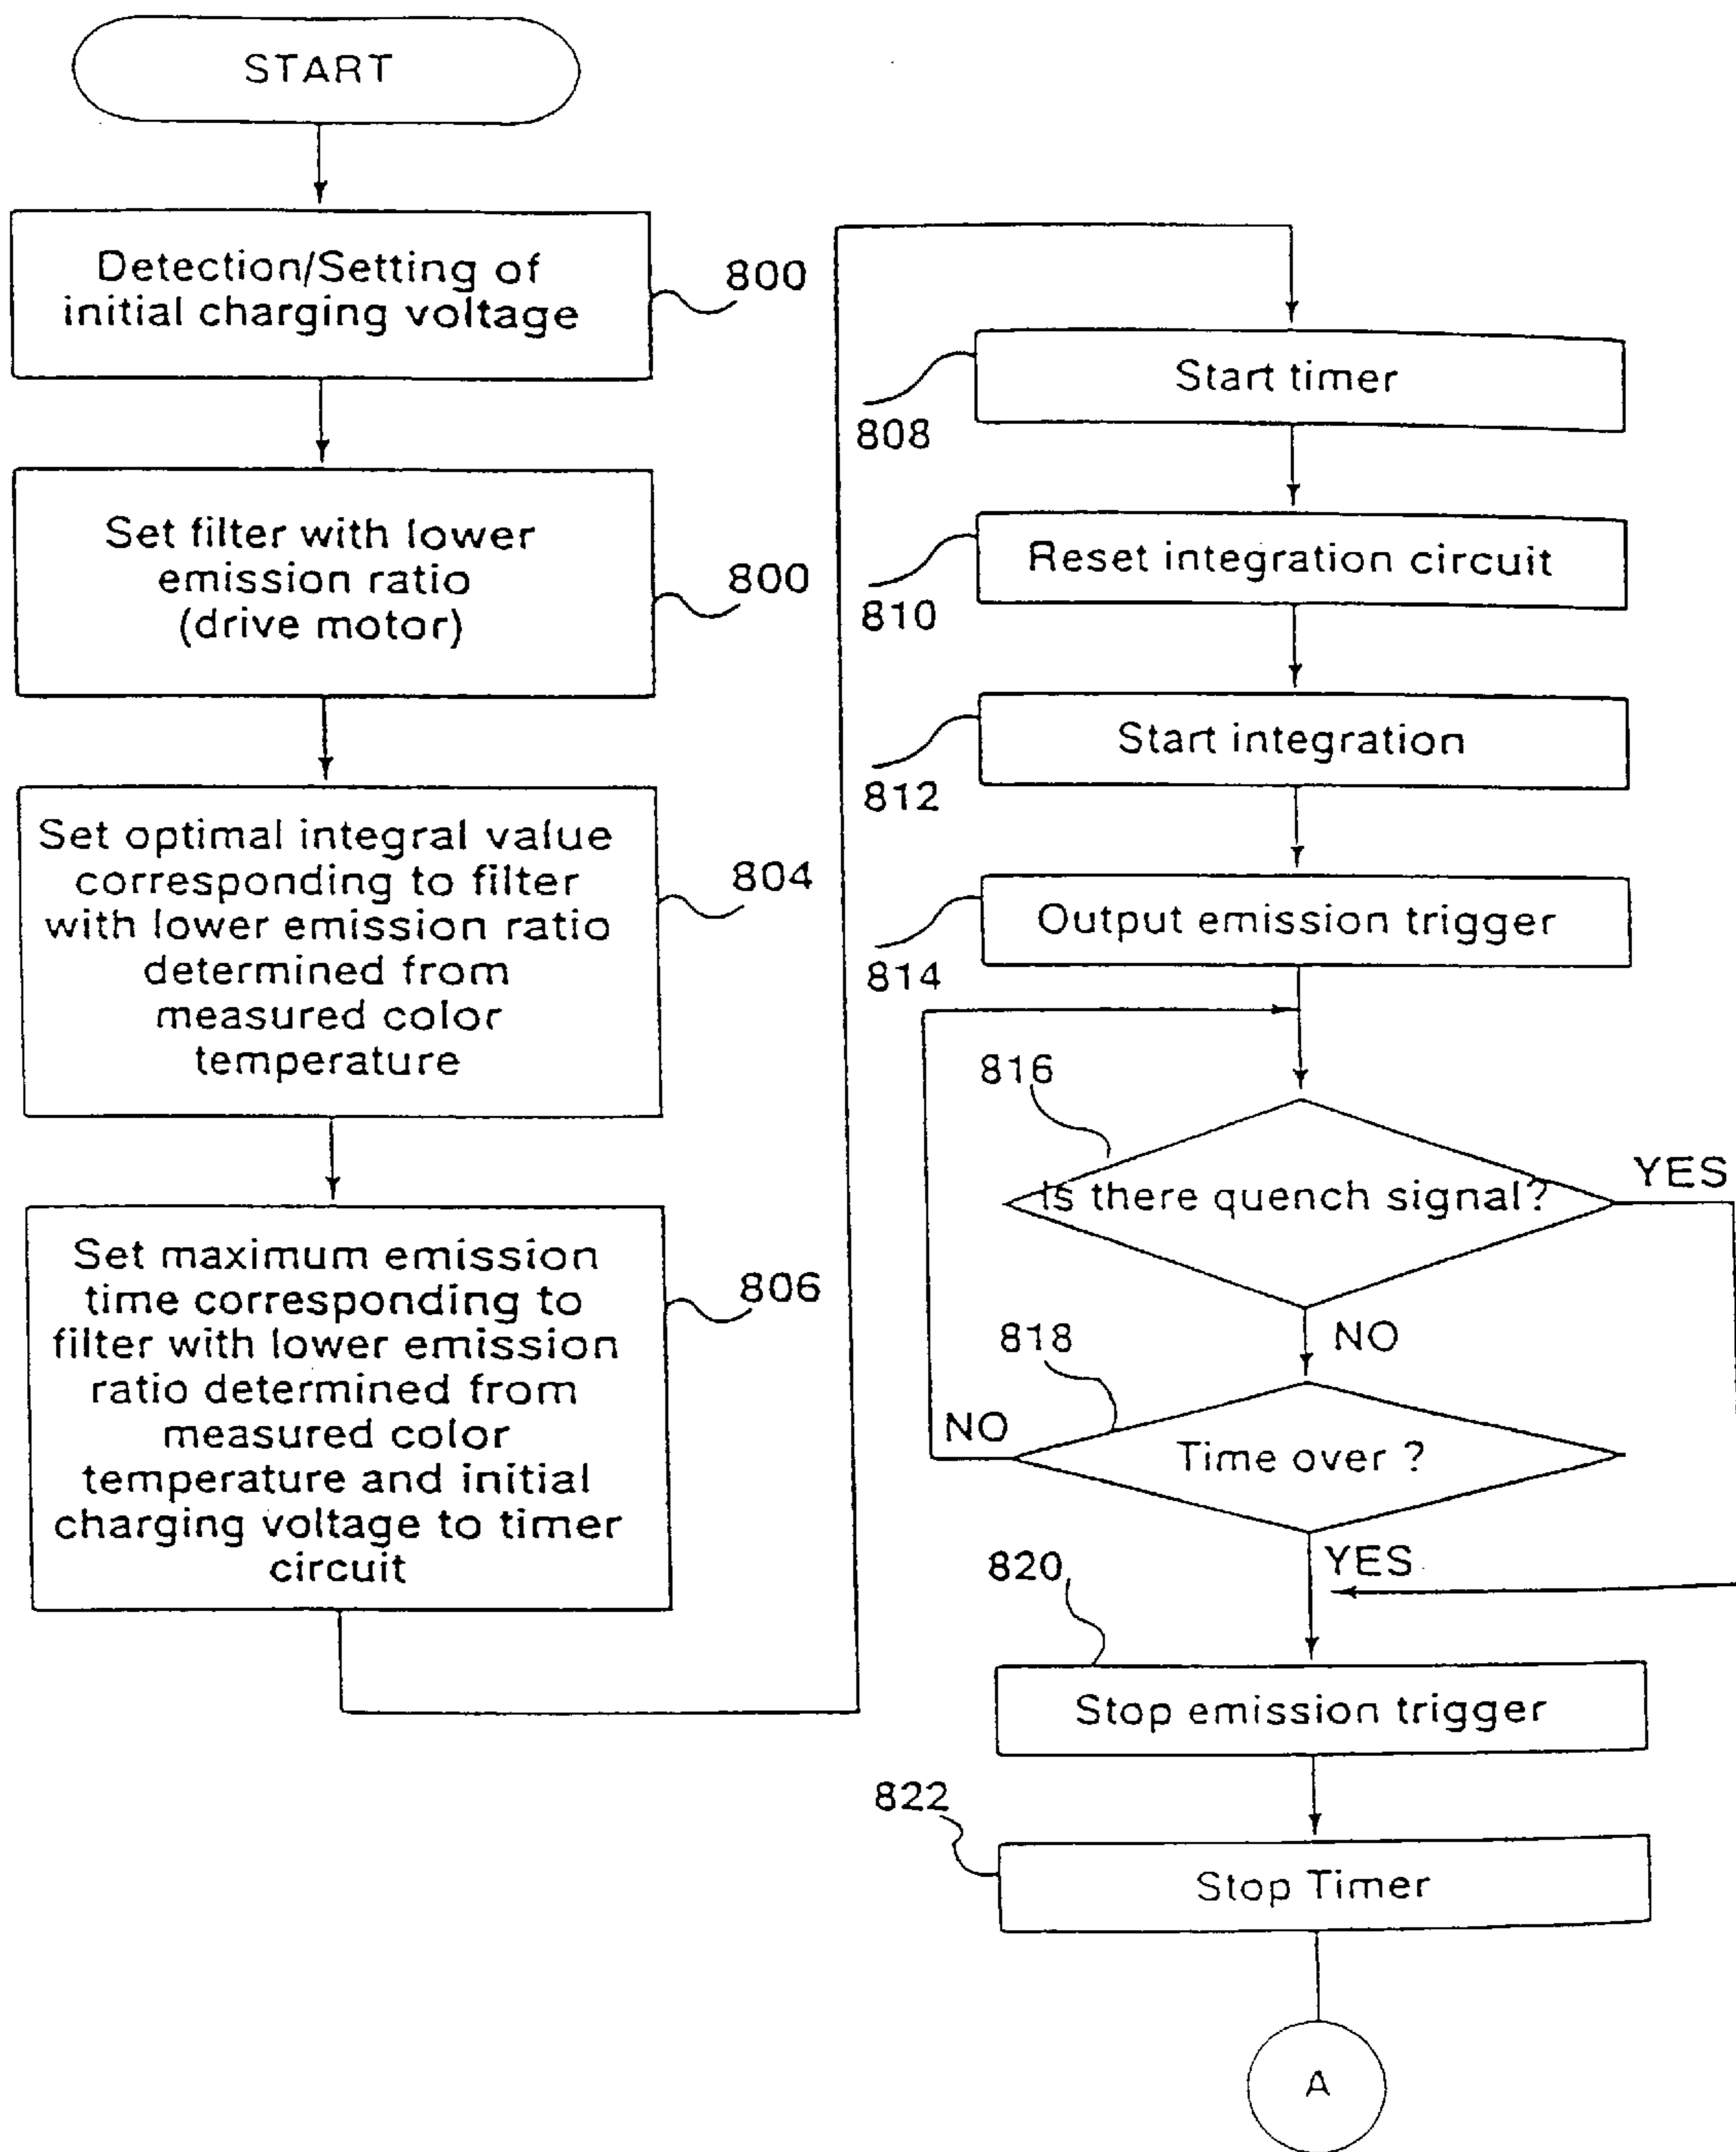 START
Detection/Setting of
initial charging voltage
800
Set filter with lower
emission ratio
(drive motor)
800
Set optimal integral value
corresponding to filter
with lower emission ratio
determined from
measured color
temperature
804
Set maximum emission
time corresponding to
filter with lower emission
ratio determined from
measured color
temperature and initial
charging voltage to timer
circuit
806
Start timer
808
Reset integration circuit
810
Start integration
812
Output emission trigger
814
816
Is there quench signal?
YES
NO
818
Time over ?
NO
YES
820
Stop emission trigger
822
Stop Timer
A